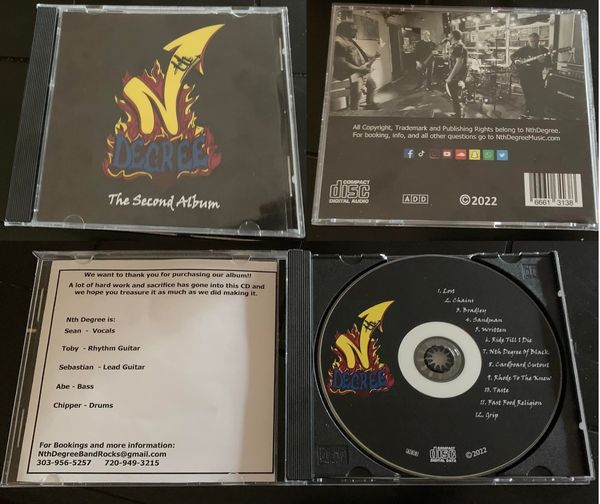 Nth
DEGREE
The Second Album
All Copyright, Trademark and Publishing Rights belong to NthDegree.
For booking, info, and all other questions go to NthDegreeMusic.com
COMPACT
disc
DIGITAL AUDIO
ADD
©2022
6661 3138
We want to thank you for purchasing our album!!
A lot of hard work and sacrifice has gone into this CD and
we hope you treasure it as much as we did making it.
Nth Degree is:
Sean - Vocals
Toby - Rhythm Guitar
Sebastian - Lead Guitar
Abe - Bass
Chipper - Drums
For Bookings and more information:
NthDegreeBandRocks@gmail.com
303-956-5257 720-949-3215
Nth
DEGREE
1. Lost
2. Chains
3. Bradley
4. Sandman
5. Written
6. Ride Till I Die
7. Nth Degree Of Black
8. Cardboard Cutout
9. Rhode To The Knew
10. Taste
11. Fast Food Religion
12. Grip
COMPACT
disc
DIGITAL DATA
©2022